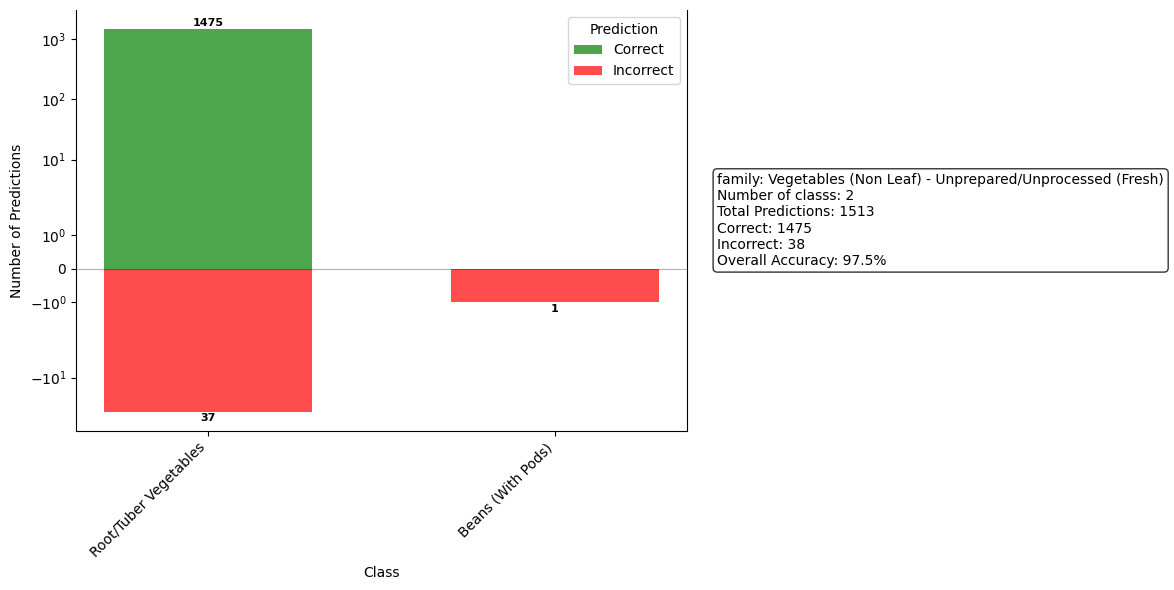 1475
Prediction
Correct
Incorrect
10³
10²
10¹
10⁰
0
−10⁰
−10¹
Number of Predictions
37
1
Root/Tuber Vegetables
Beans (With Pods)
Class
family: Vegetables (Non Leaf) - Unprepared/Unprocessed (Fresh)
Number of classs: 2
Total Predictions: 1513
Correct: 1475
Incorrect: 38
Overall Accuracy: 97.5%